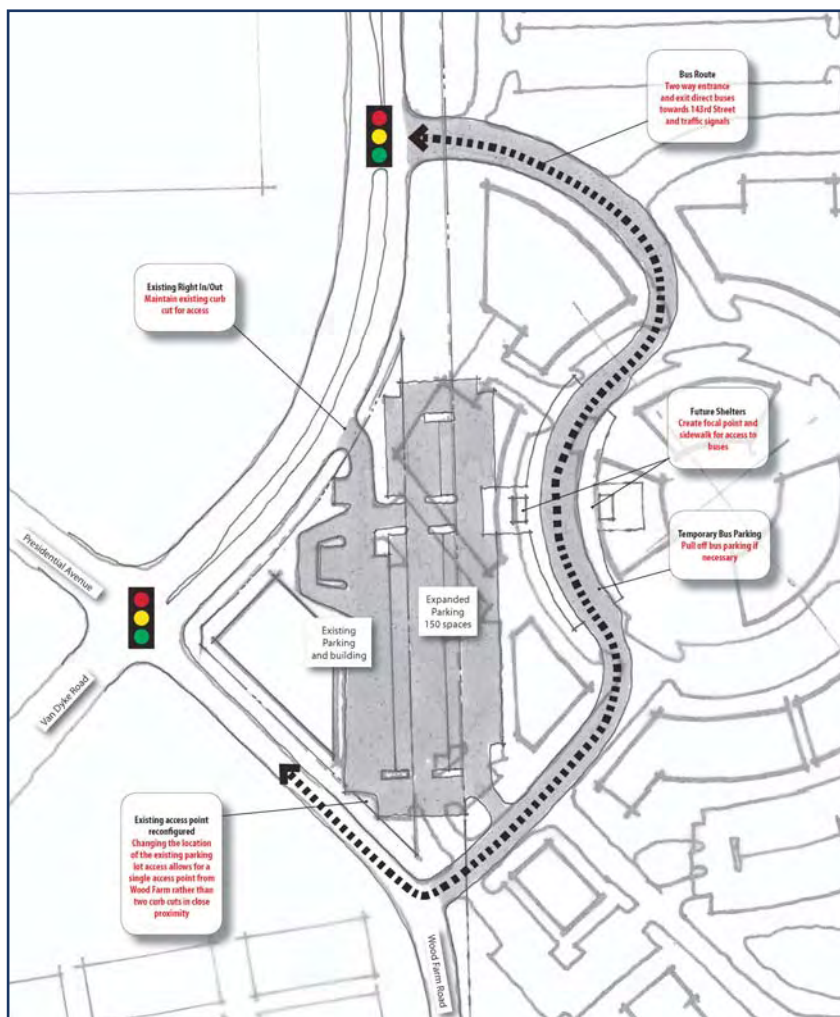 Bus Route
Two way entrance
and exit direct buses
towards 143rd Street
and traffic signals
Existing Right In/Out
Maintain existing curb
cut for access
Future Shelters
Create focal point and
sidewalk for access to
buses
Temporary Bus Parking
Pull off bus parking if
necessary
Presidential Avenue
Van Dyke Road
Existing
Parking
and building
Expanded
Parking
150 spaces
Existing access point
reconfigured
Changing the location
of the existing parking
lot access allows for a
single access point from
Wood Farm rather than
two curb cuts in close
proximity
Wood Farm Road